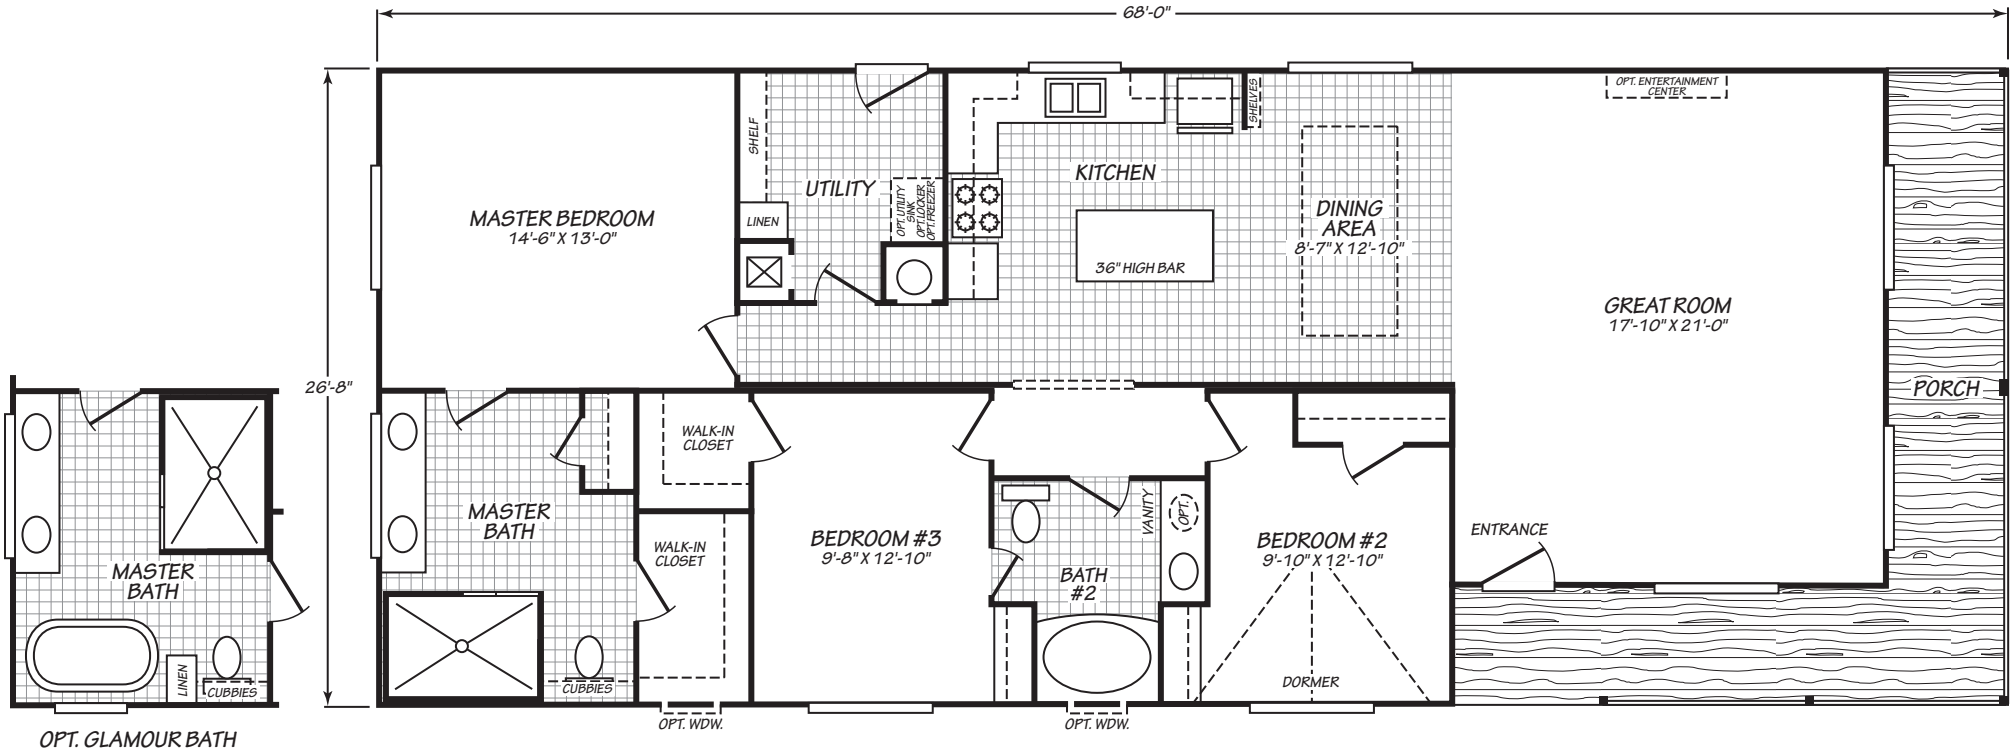 68'-0"
26'-8"
MASTER BEDROOM
14'-6" X 13'-0"
SHELF
UTILITY
LINEN
OPT. UTILITY
SINK
OPT. LOCKER
OPT. FREEZER
KITCHEN
36" HIGH BAR
SHELVES
DINING
AREA
8'-7" X 12'-10"
OPT. ENTERTAINMENT
CENTER
GREAT ROOM
17'-10" X 21'-0"
PORCH
ENTRANCE
MASTER
BATH
CUBBIES
WALK-IN
CLOSET
WALK-IN
CLOSET
OPT. WDW.
BEDROOM #3
9'-8" X 12'-10"
BATH
#2
VANITY
OPT.
OPT. WDW.
BEDROOM #2
9'-10" X 12'-10"
DORMER
MASTER
BATH
LINEN
CUBBIES
OPT. GLAMOUR BATH